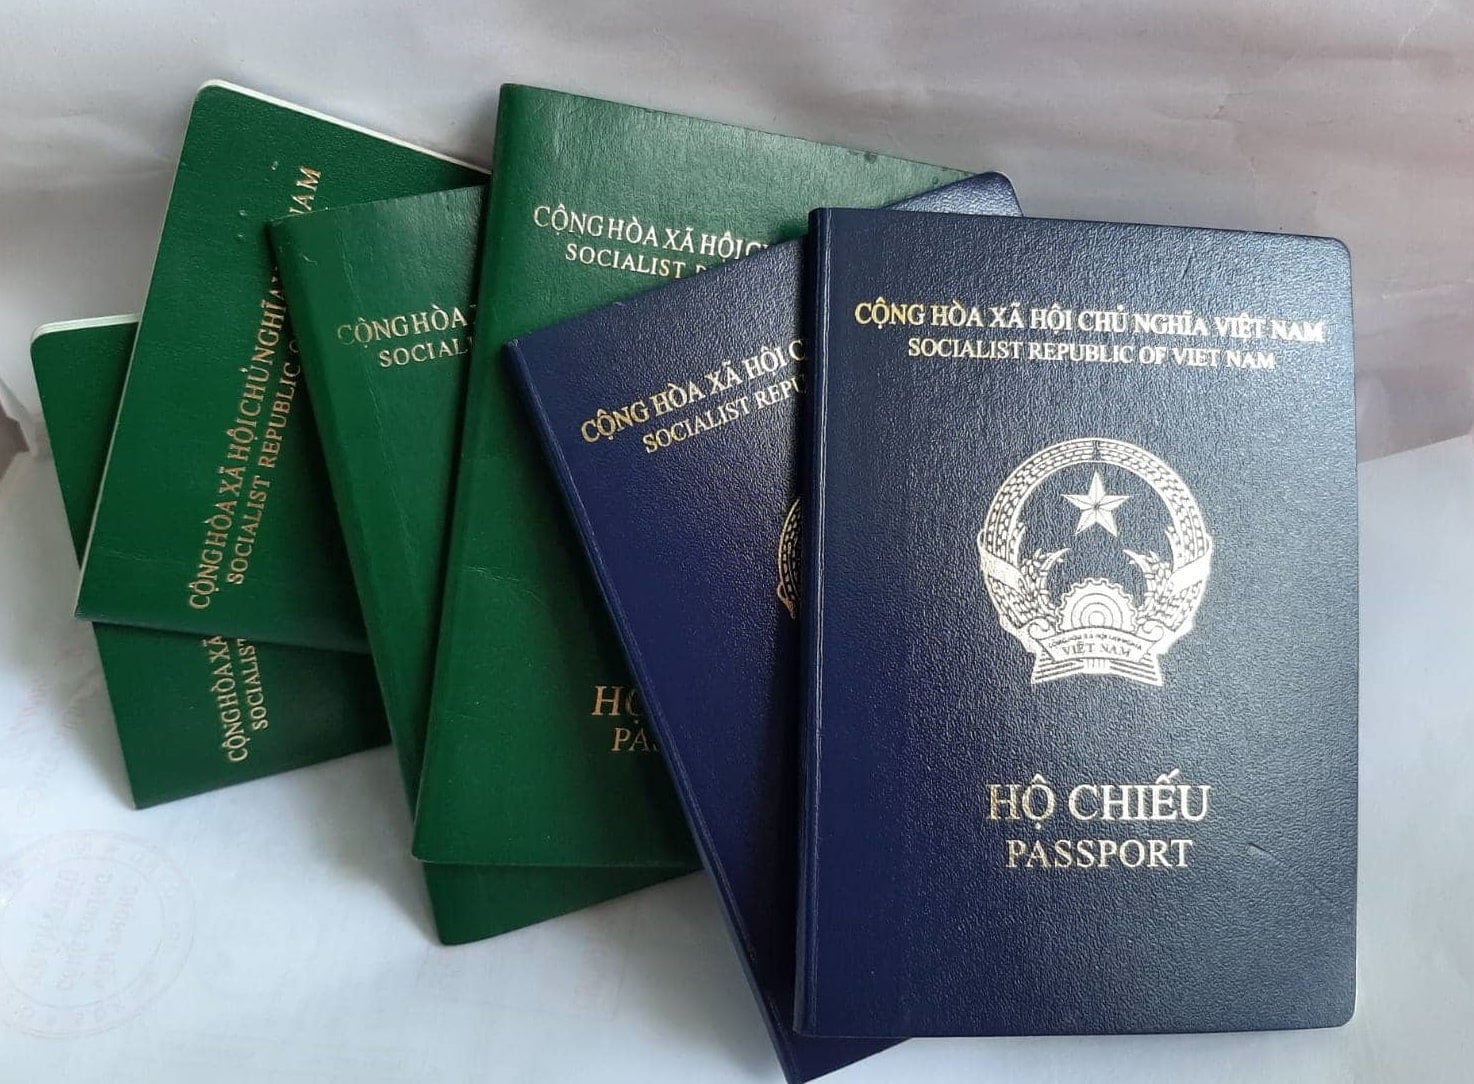 CỘNG HÒA XÃ HỘI CHỦ NGHĨA VIỆT NAM
SOCIALIST REPUBLIC OF VIET NAM
VIỆT NAM
HỘ CHIẾU
PASSPORT
CỘNG HÒA XÃ HỘI
SOCIALIST
CỘNG HÒA XÃ HỘI
SOCIALIST
PA
CỘNG HÒA
SOCIAL
CỘNG HÒA XÃ HỘI CHỦ NGHĨA
NAM
SOCIALIST REPUBLIC
CỘNG HÒA XÃ
SOCIALIST